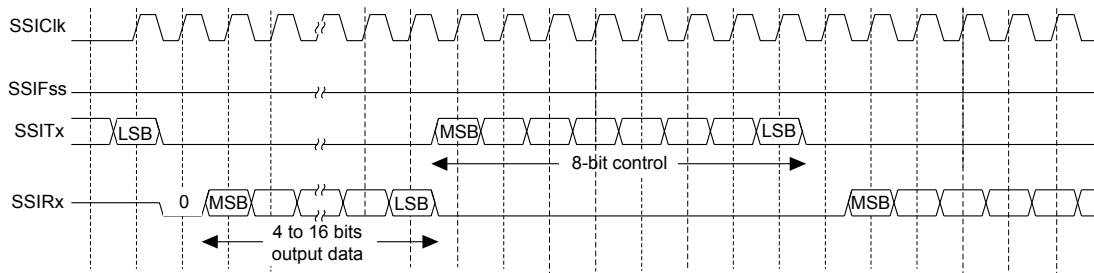 SSIClk
SSIFss
SSITx
LSB
MSB
LSB
8-bit control
SSIRx
0
MSB
LSB
MSB
4 to 16 bits
output data